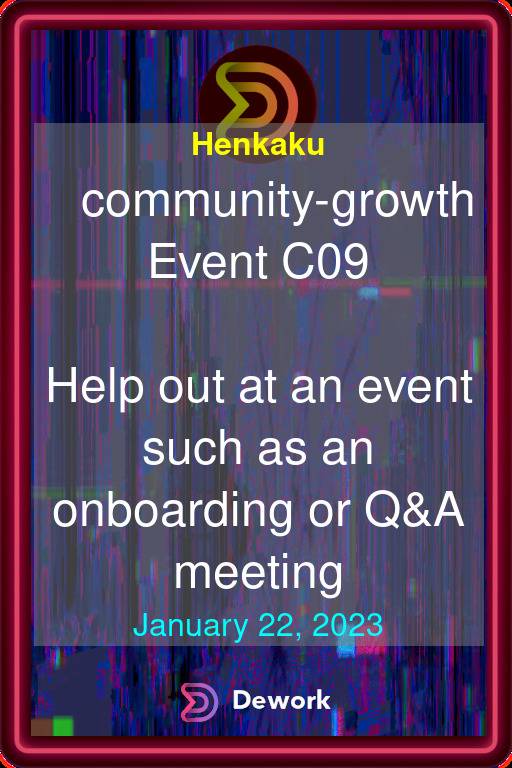 Henkaku
community-growth
Event C09
Help out at an event
such as an
onboarding or Q&A
meeting
January 22, 2023
Dework